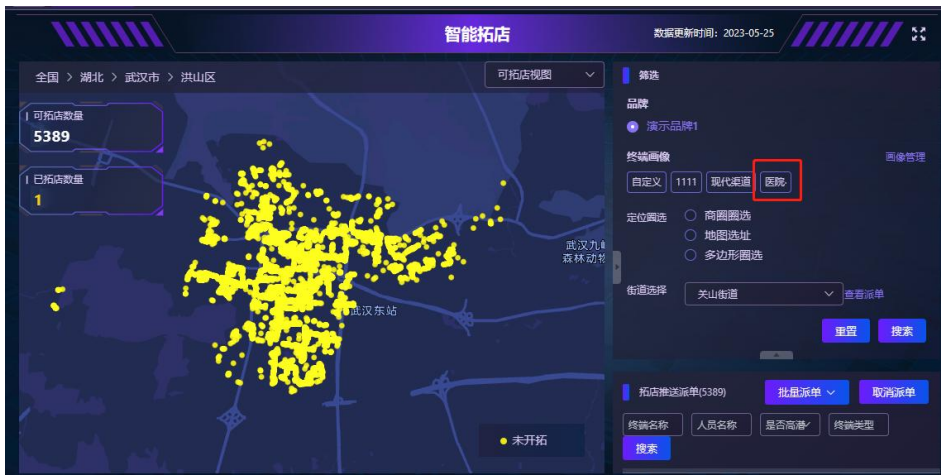 智能拓店
数据更新时间：2023-05-25
全国 > 湖北 > 武汉市 > 洪山区
可拓店视图
可拓店数量
5389
已拓店数量
1
武汉九峰
森林动物
武汉东站
未开拓
筛选
品牌
演示品牌1
终端画像
画像管理
自定义 1111 现代渠道 医院
定位圈选
商圈圈选
地图选址
多边形圈选
街道选择
关山街道
查看派单
重置 搜索
拓店推送派单(5389)
批量派单 取消派单
终端名称 人员名称 是否高潜 终端类型
搜索